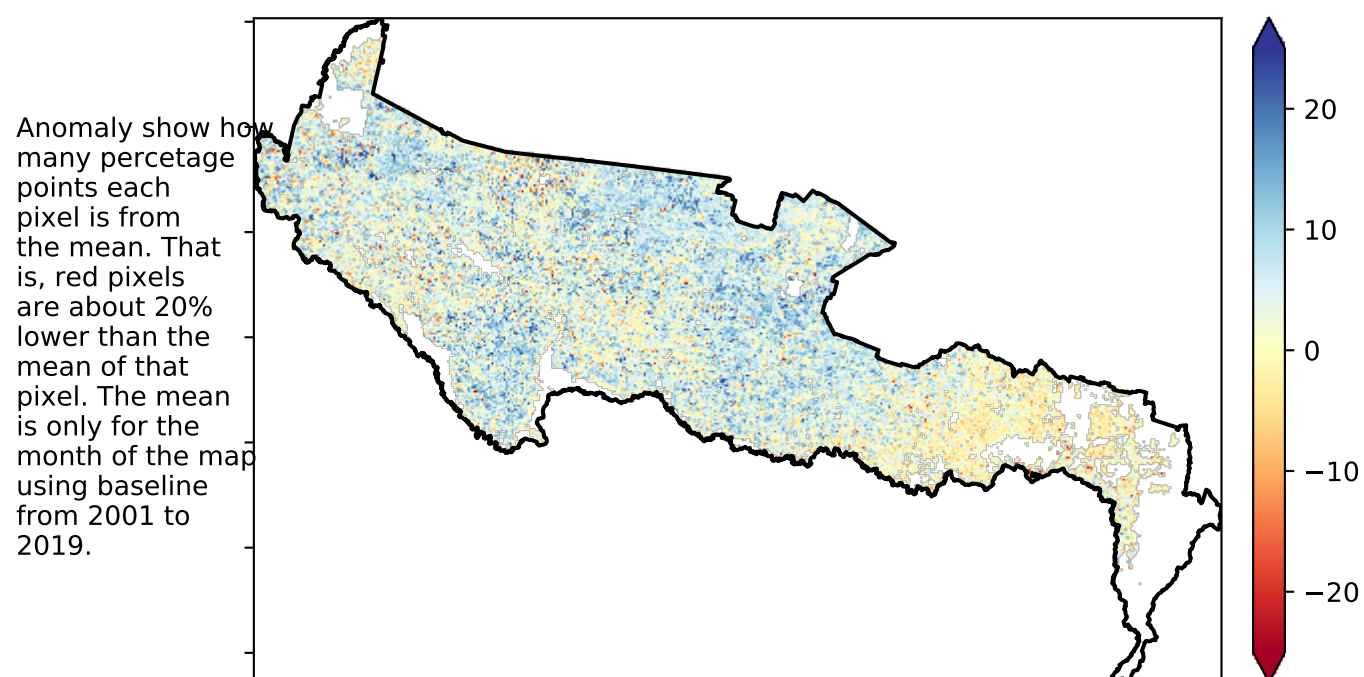 Anomaly show how
many percetage
points each
pixel is from
the mean. That
is, red pixels
are about 20%
lower than the
mean of that
pixel. The mean
is only for the
month of the map
using baseline
from 2001 to
2019.
20
10
0
−10
−20